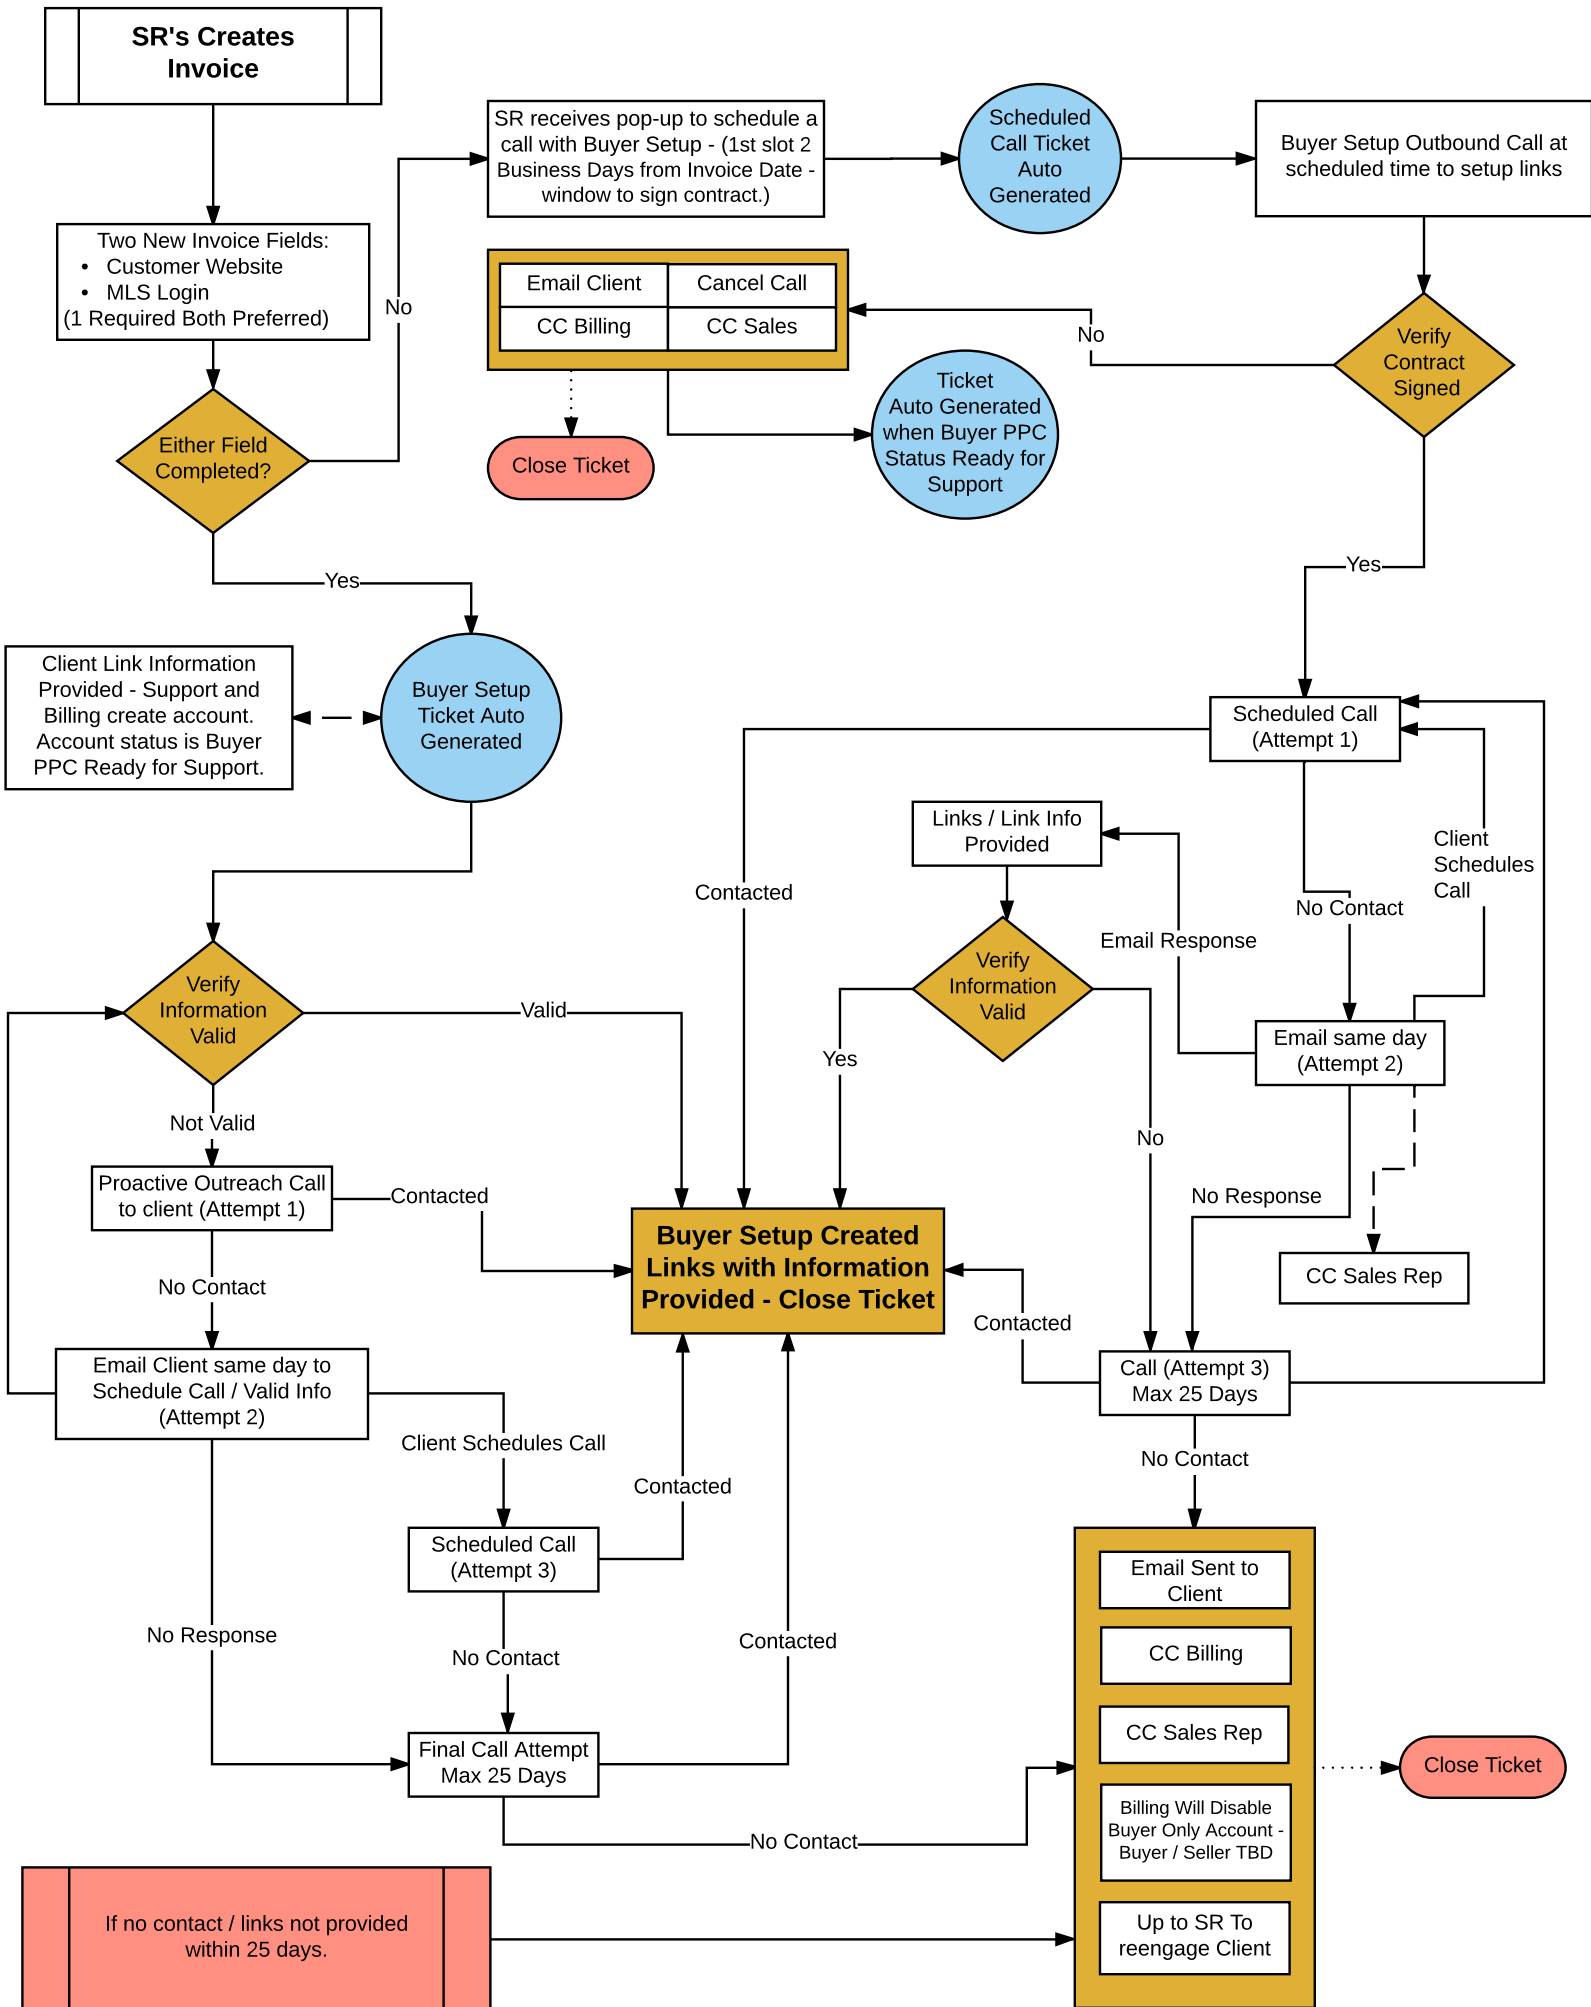 SR's Creates
Invoice
SR receives pop-up to schedule a
call with Buyer Setup - (1st slot 2
Business Days from Invoice Date -
window to sign contract.)
Scheduled
Call Ticket
Auto
Generated
Buyer Setup Outbound Call at
scheduled time to setup links
Two New Invoice Fields:
• Customer Website
• MLS Login
(1 Required Both Preferred)
No
Email Client
Cancel Call
CC Billing
CC Sales
No
Verify
Contract
Signed
Either Field
Completed?
Close Ticket
Ticket
Auto Generated
when Buyer PPC
Status Ready for
Support
Yes
Yes
Client Link Information
Provided - Support and
Billing create account.
Account status is Buyer
PPC Ready for Support.
Buyer Setup
Ticket Auto
Generated
Scheduled Call
(Attempt 1)
Links / Link Info
Provided
Client
Schedules
Call
Contacted
No Contact
Email Response
Verify
Information
Valid
Valid
Verify
Information
Valid
Yes
Email same day
(Attempt 2)
Not Valid
No
Proactive Outreach Call
to client (Attempt 1)
Contacted
No Response
Buyer Setup Created
Links with Information
Provided - Close Ticket
CC Sales Rep
No Contact
Contacted
Email Client same day to
Schedule Call / Valid Info
(Attempt 2)
Call (Attempt 3)
Max 25 Days
Client Schedules Call
Contacted
No Contact
Scheduled Call
(Attempt 3)
Email Sent to
Client
No Response
No Contact
Contacted
CC Billing
CC Sales Rep
Final Call Attempt
Max 25 Days
Close Ticket
Billing Will Disable
Buyer Only Account -
Buyer / Seller TBD
No Contact
If no contact / links not provided
within 25 days.
Up to SR To
reengage Client